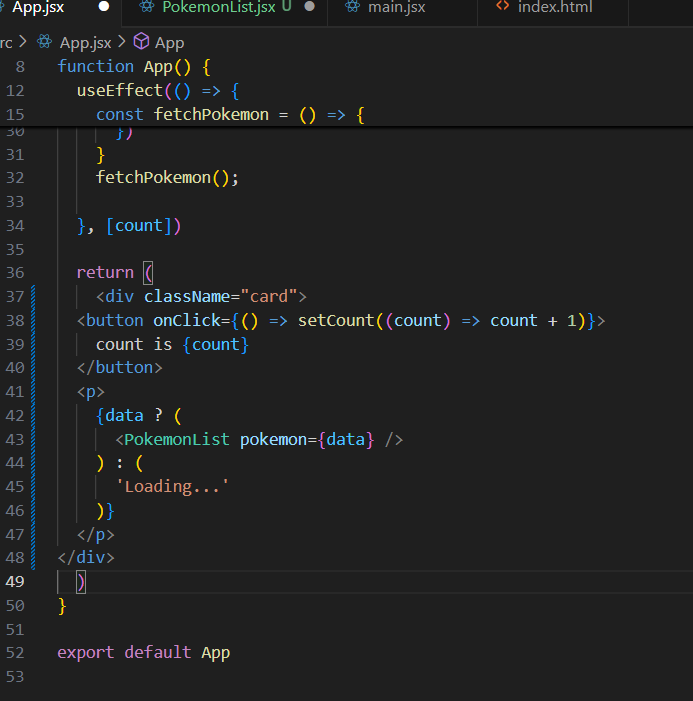 App.jsx PokemonList.jsx U main.jsx index.html
rc > App.jsx > App
8 function App() {
12 useEffect(() => {
15 const fetchPokemon = () => {
30 })
31 }
32 fetchPokemon();
33
34 }, [count])
35
36 return (
37 <div className="card">
38 <button onClick={() => setCount((count) => count + 1)}>
39 count is {count}
40 </button>
41 <p>
42 {data ? (
43 <PokemonList pokemon={data} />
44 ) : (
45 'Loading...'
46 )}
47 </p>
48 </div>
49 )
50 }
51
52 export default App
53